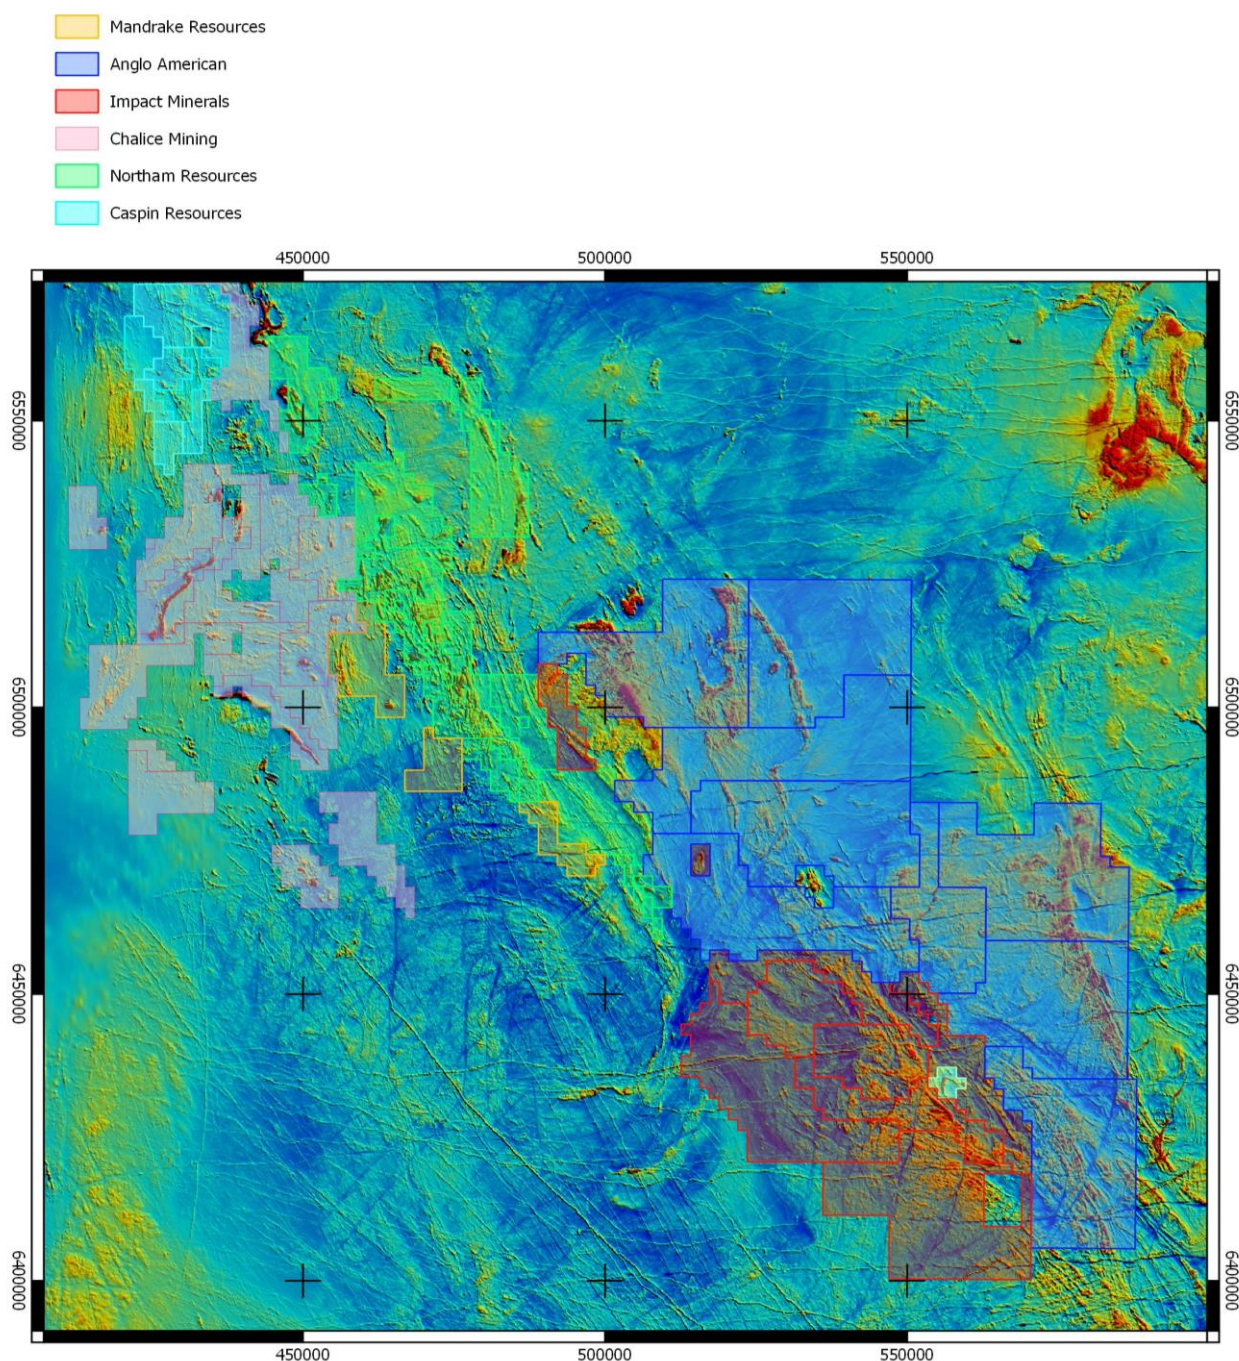 Mandrake Resources
Anglo American
Impact Minerals
Chalice Mining
Northam Resources
Caspin Resources
450000 500000 550000
6550000 6550000
6500000 6500000
6450000 6450000
6400000 6400000
450000 500000 550000